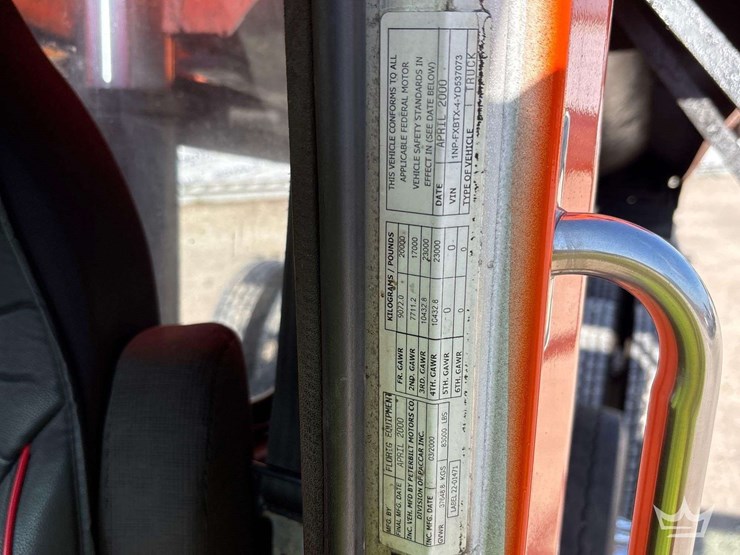 MFG. BY FLORIG EQUIPMENT
FINAL MFG. DATE APRIL 2000
INC. VEH. MFD BY PETERBILT MOTORS CO.
DIVISION OF PACCAR INC.
INC. MFG. DATE 03/2000
GVWR 37648.8 KGS 83000 LBS
LABEL 22-01471
KILOGRAMS / POUNDS
FR. GAWR 9072.0 20000
2ND. GAWR 7711.2 17000
3RD. GAWR 10432.8 23000
4TH. GAWR 10432.8 23000
5TH. GAWR 0 0
6TH. GAWR 0 0
THIS VEHICLE CONFORMS TO ALL
APPLICABLE FEDERAL MOTOR
VEHICLE SAFETY STANDARDS IN
EFFECT IN (SEE DATE BELOW)
DATE APRIL 2000
VIN 1NP-FXBTX-4-YD537073
TYPE OF VEHICLE TRUCK